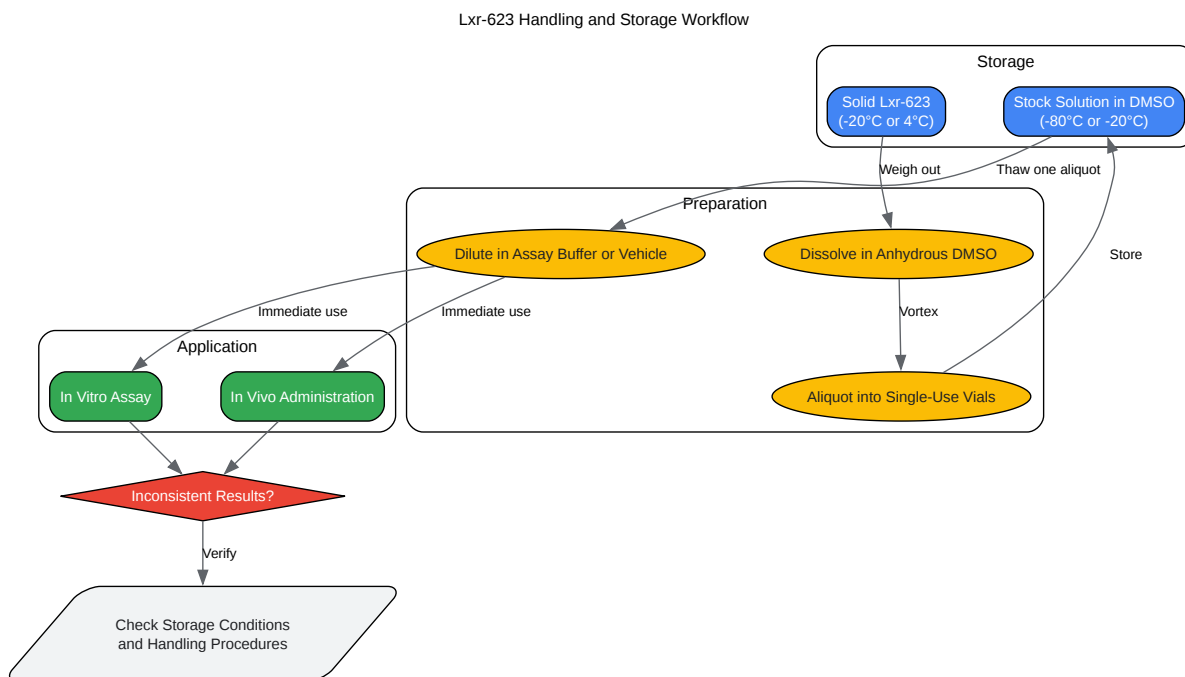 Lxr-623 Handling and Storage Workflow
Storage
Solid Lxr-623
(-20°C or 4°C)
Stock Solution in DMSO
(-80°C or -20°C)
Weigh out
Thaw one aliquot
Preparation
Dilute in Assay Buffer or Vehicle
Dissolve in Anhydrous DMSO
Store
Immediate use
Immediate use
Vortex
Application
In Vitro Assay
In Vivo Administration
Aliquot into Single-Use Vials
Inconsistent Results?
Verify
Check Storage Conditions
and Handling Procedures